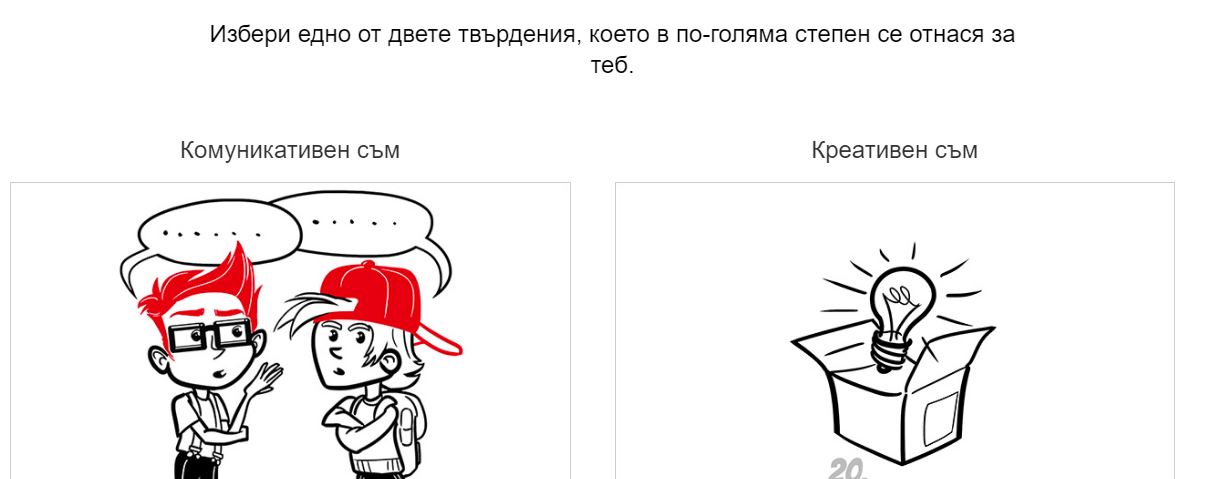 Избери едно от двете твърдения, което в по-голяма степен се отнася за
теб.
Комуникативен съм
Креативен съм
20.